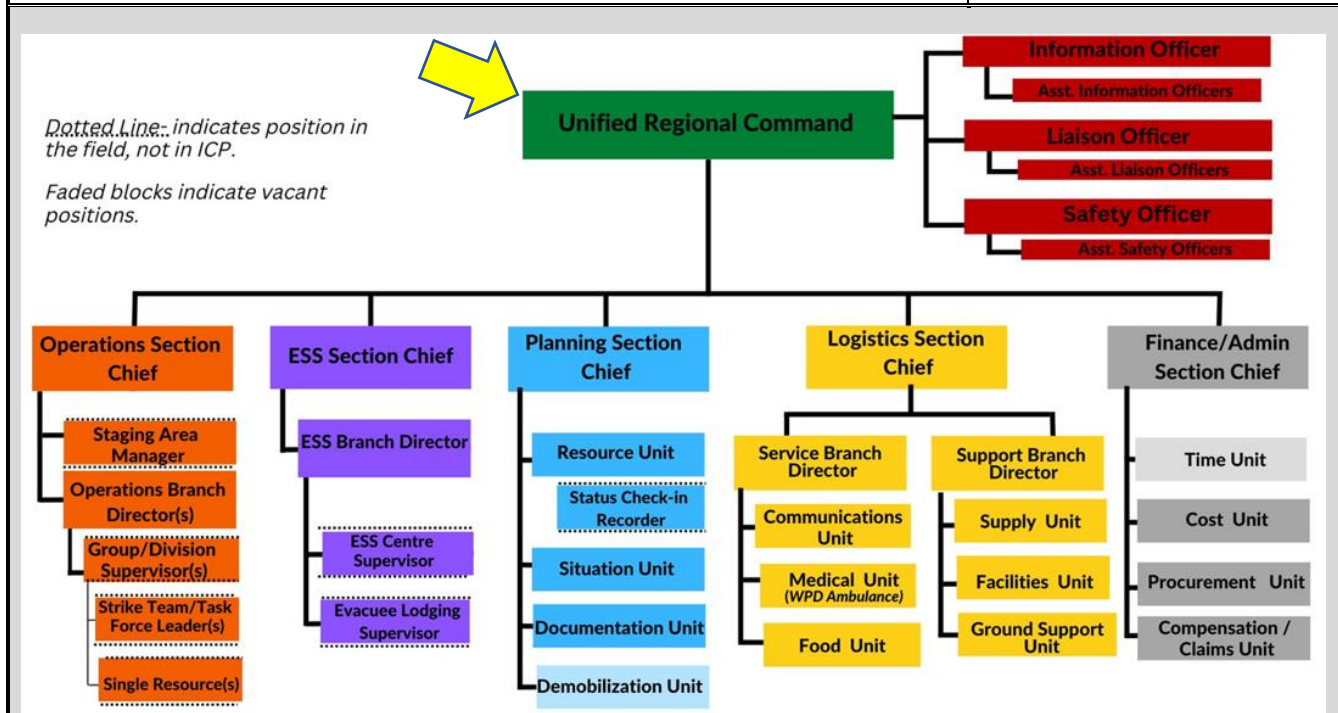 Dotted Line- indicates position in
the field, not in ICP.
Faded blocks indicate vacant
positions.
Unified Regional Command
Information Officer
Asst. Information Officers
Liaison Officer
Asst. Liaison Officers
Safety Officer
Asst. Safety Officers
Operations Section
Chief
Staging Area
Manager
Operations Branch
Director(s)
Group/Division
Supervisor(s)
Strike Team/Task
Force Leader(s)
Single Resource(s)
ESS Section Chief
ESS Branch Director
ESS Centre
Supervisor
Evacuee Lodging
Supervisor
Planning Section
Chief
Resource Unit
Status Check-in
Recorder
Situation Unit
Documentation Unit
Demobilization Unit
Logistics Section
Chief
Service Branch
Director
Communications
Unit
Medical Unit
(WPD Ambulance)
Food Unit
Support Branch
Director
Supply Unit
Facilities Unit
Ground Support
Unit
Finance/Admin
Section Chief
Time Unit
Cost Unit
Procurement Unit
Compensation /
Claims Unit